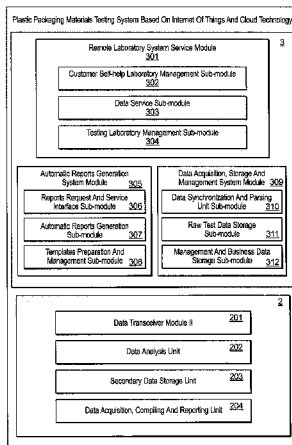 Plastic Packaging Materials Testing System Based On Internet Of Things And Cloud Technology
3
Remote Laboratory System Service Module
301
Customer Self-help Laboratory Management Sub-module
302
Data Service Sub-module
303
Testing Laboratory Management Sub-module
304
Automatic Reports Generation
System Module 305
Reports Request And Service
Interface Sub-module 306
Automatic Reports Generation
Sub-module 307
Templates Preparation And
Management Sub-module 308
Data Acquisition, Storage And
Management System Module 309
Data Synchronization And Parsing
Unit Sub-module 310
Raw Test Data Storage
Sub-module 311
Management And Business Data
Storage Sub-module 312
2
Data Transceiver Module II 201
Data Analysis Unit 202
Secondary Data Storage Unit 203
Data Acquisition, Compiling And Reporting Unit 204